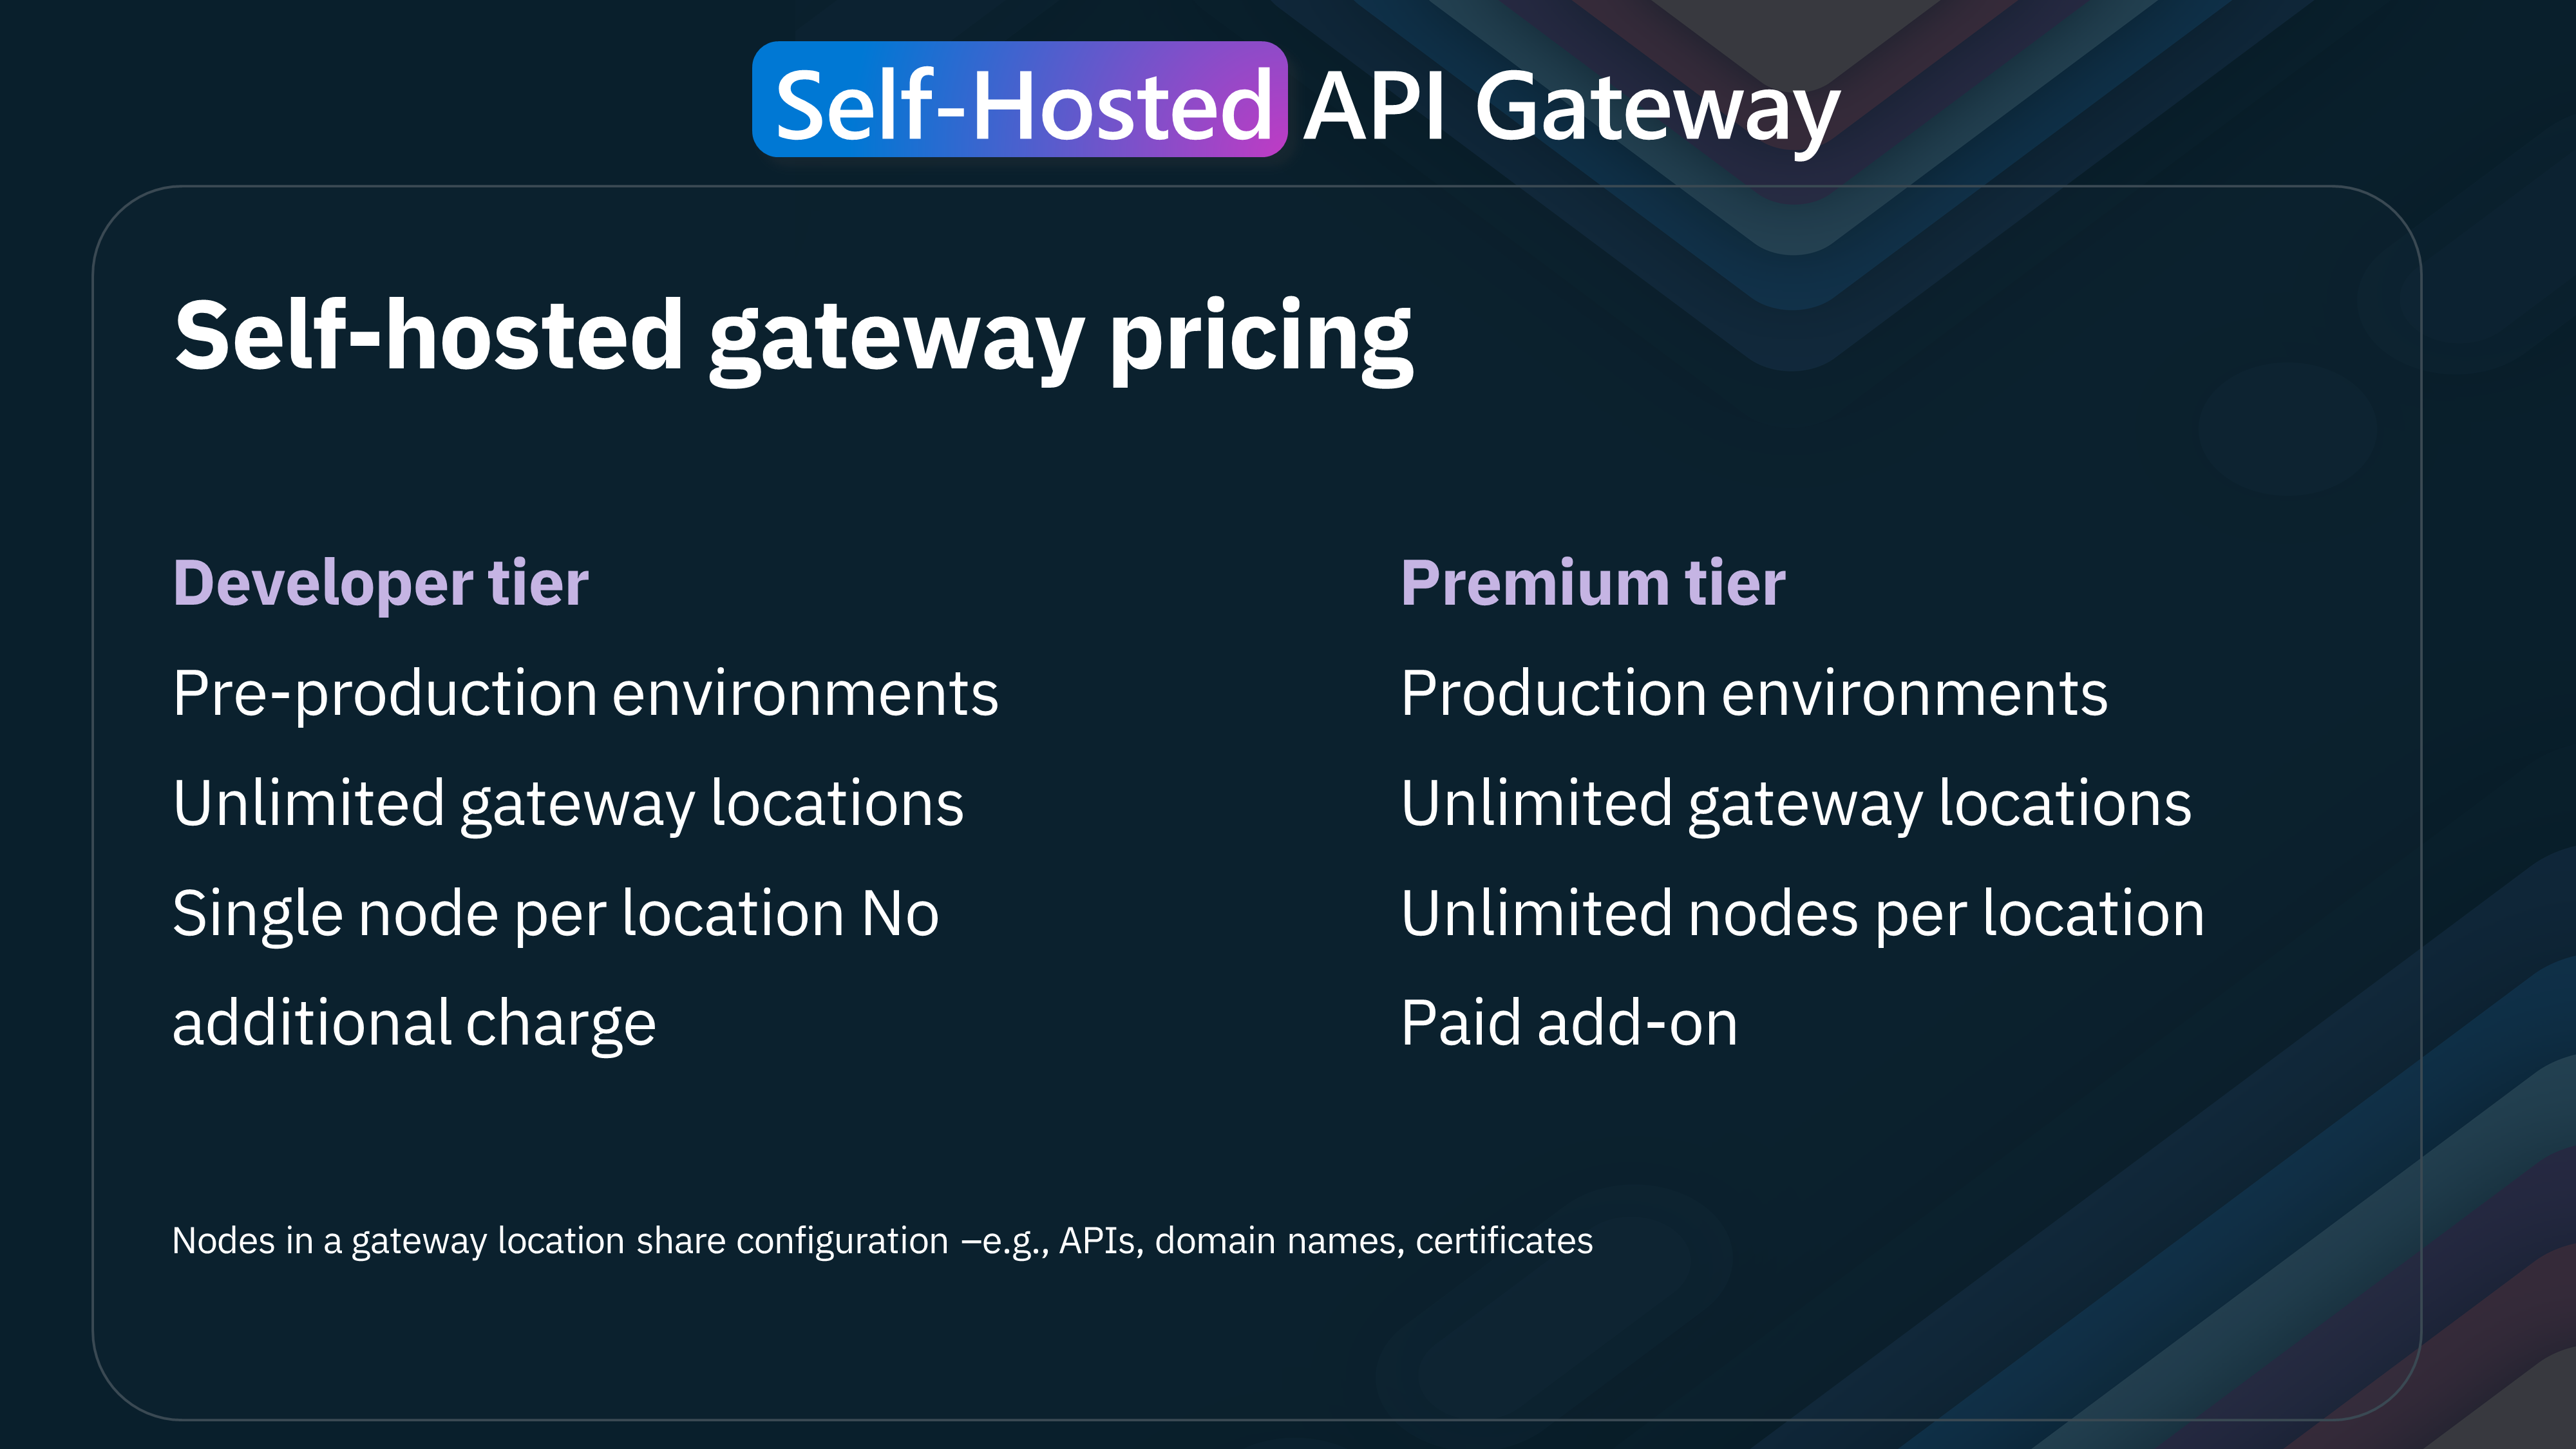 Self-Hosted API Gateway
Self-hosted gateway pricing
Developer tier
Pre-production environments
Unlimited gateway locations
Single node per location No
additional charge
Premium tier
Production environments
Unlimited gateway locations
Unlimited nodes per location
Paid add-on
Nodes in a gateway location share configuration –e.g., APIs, domain names, certificates